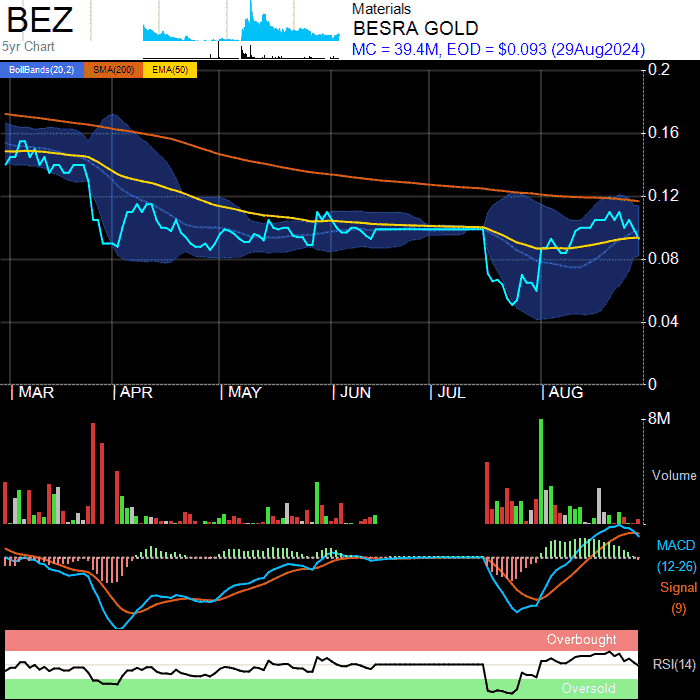 BEZ
5yr Chart
Materials
BESRA GOLD
MC = 39.4M, EOD = $0.093 (29Aug2024)
BollBands(20,2) SMA(200) EMA(50)
0.2
0.16
0.12
0.08
0.04
0
MAR APR MAY JUN JUL AUG
8M
Volume
MACD
(12-26)
Signal
(9)
Overbought
RSI(14)
Oversold